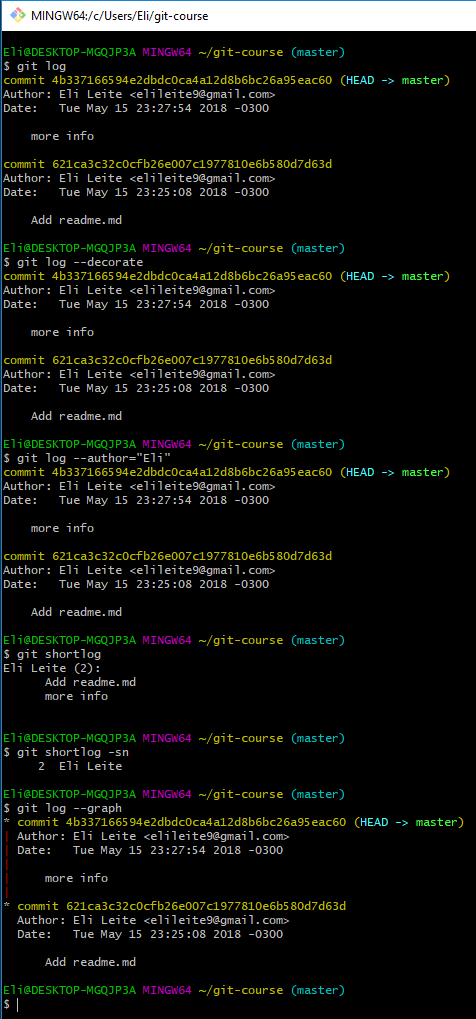 MINGW64:/c/Users/Eli/git-course
Eli@DESKTOP-MGQJP3A MINGW64 ~/git-course (master)
$ git log
commit 4b337166594e2dbdc0ca4a12d8b6bc26a95eac60 (HEAD -> master)
Author: Eli Leite <elileite9@gmail.com>
Date:   Tue May 15 23:27:54 2018 -0300
    more info
commit 621ca3c32c0cfb26e007c1977810e6b580d7d63d
Author: Eli Leite <elileite9@gmail.com>
Date:   Tue May 15 23:25:08 2018 -0300
    Add readme.md
Eli@DESKTOP-MGQJP3A MINGW64 ~/git-course (master)
$ git log --decorate
commit 4b337166594e2dbdc0ca4a12d8b6bc26a95eac60 (HEAD -> master)
Author: Eli Leite <elileite9@gmail.com>
Date:   Tue May 15 23:27:54 2018 -0300
    more info
commit 621ca3c32c0cfb26e007c1977810e6b580d7d63d
Author: Eli Leite <elileite9@gmail.com>
Date:   Tue May 15 23:25:08 2018 -0300
    Add readme.md
Eli@DESKTOP-MGQJP3A MINGW64 ~/git-course (master)
$ git log --author="Eli"
commit 4b337166594e2dbdc0ca4a12d8b6bc26a95eac60 (HEAD -> master)
Author: Eli Leite <elileite9@gmail.com>
Date:   Tue May 15 23:27:54 2018 -0300
    more info
commit 621ca3c32c0cfb26e007c1977810e6b580d7d63d
Author: Eli Leite <elileite9@gmail.com>
Date:   Tue May 15 23:25:08 2018 -0300
    Add readme.md
Eli@DESKTOP-MGQJP3A MINGW64 ~/git-course (master)
$ git shortlog
Eli Leite (2):
      Add readme.md
      more info
Eli@DESKTOP-MGQJP3A MINGW64 ~/git-course (master)
$ git shortlog -sn
     2  Eli Leite
Eli@DESKTOP-MGQJP3A MINGW64 ~/git-course (master)
$ git log --graph
* commit 4b337166594e2dbdc0ca4a12d8b6bc26a95eac60 (HEAD -> master)
| Author: Eli Leite <elileite9@gmail.com>
| Date:   Tue May 15 23:27:54 2018 -0300
|
|     more info
|
* commit 621ca3c32c0cfb26e007c1977810e6b580d7d63d
  Author: Eli Leite <elileite9@gmail.com>
  Date:   Tue May 15 23:25:08 2018 -0300
      Add readme.md
Eli@DESKTOP-MGQJP3A MINGW64 ~/git-course (master)
$